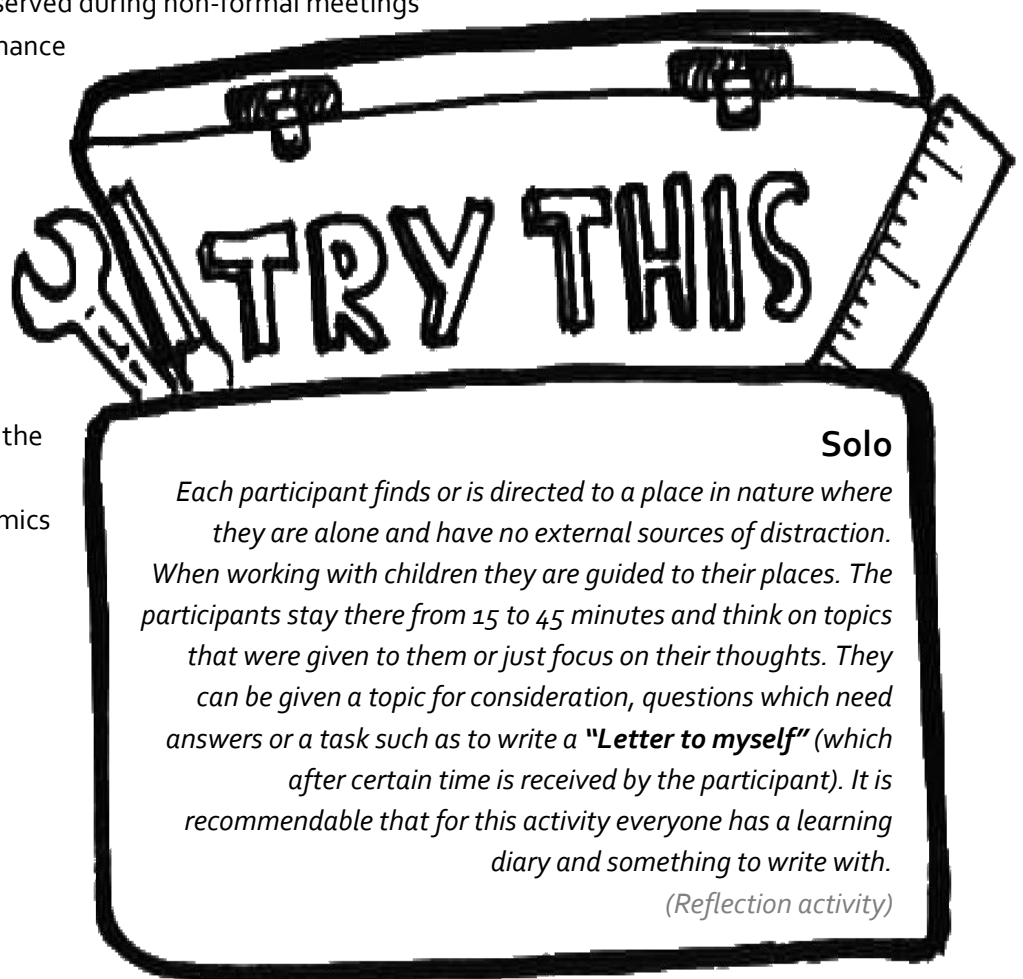 served during non-formal meetings
TRY THIS
the
Solo
Each participant finds or is directed to a place in nature where
they are alone and have no external sources of distraction.
When working with children they are guided to their places. The
participants stay there from 15 to 45 minutes and think on topics
that were given to them or just focus on their thoughts. They
can be given a topic for consideration, questions which need
answers or a task such as to write a “Letter to myself” (which
after certain time is received by the participant). It is
recommendable that for this activity everyone has a learning
diary and something to write with.
(Reflection activity)